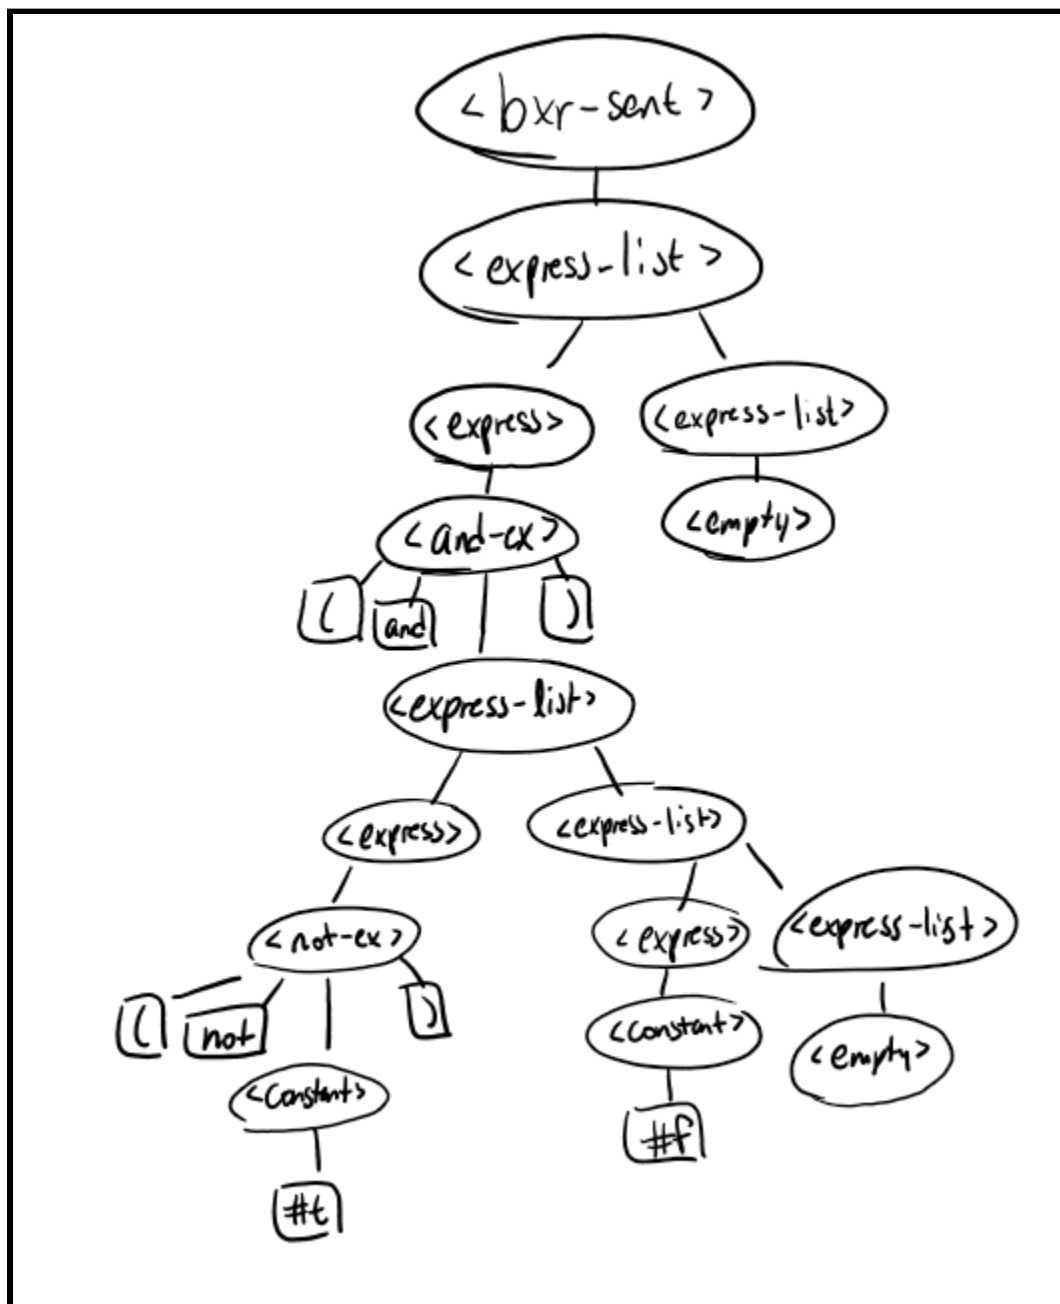 <bxr-sent>
<express-list>
<express> <express-list>
<empty>
<and-ex>
( and )
<express-list>
<express> <express-list>
<express> <express-list>
<not-ex>
( not )
<constant> <empty>
<constant>
#f
#t